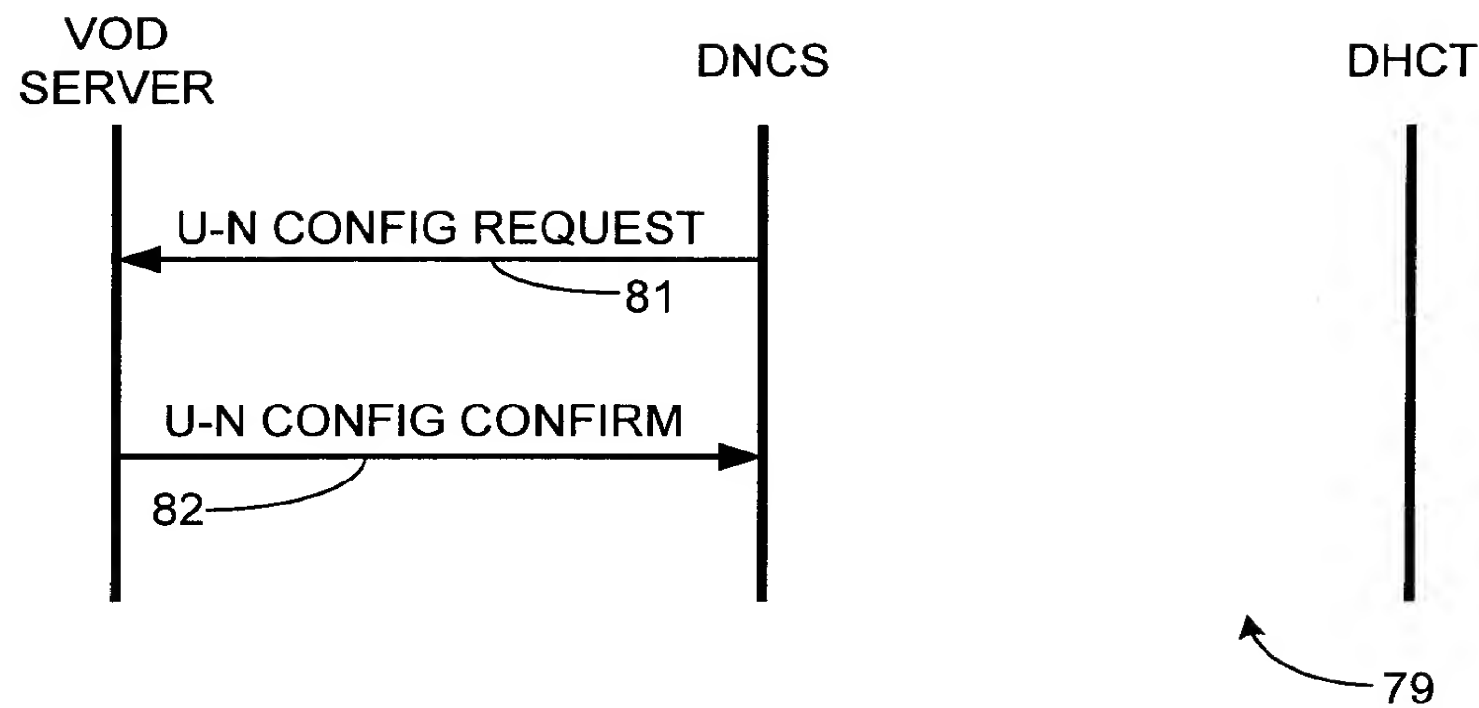 VOD
SERVER
DNCS
DHCT
U-N CONFIG REQUEST
81
U-N CONFIG CONFIRM
82
79